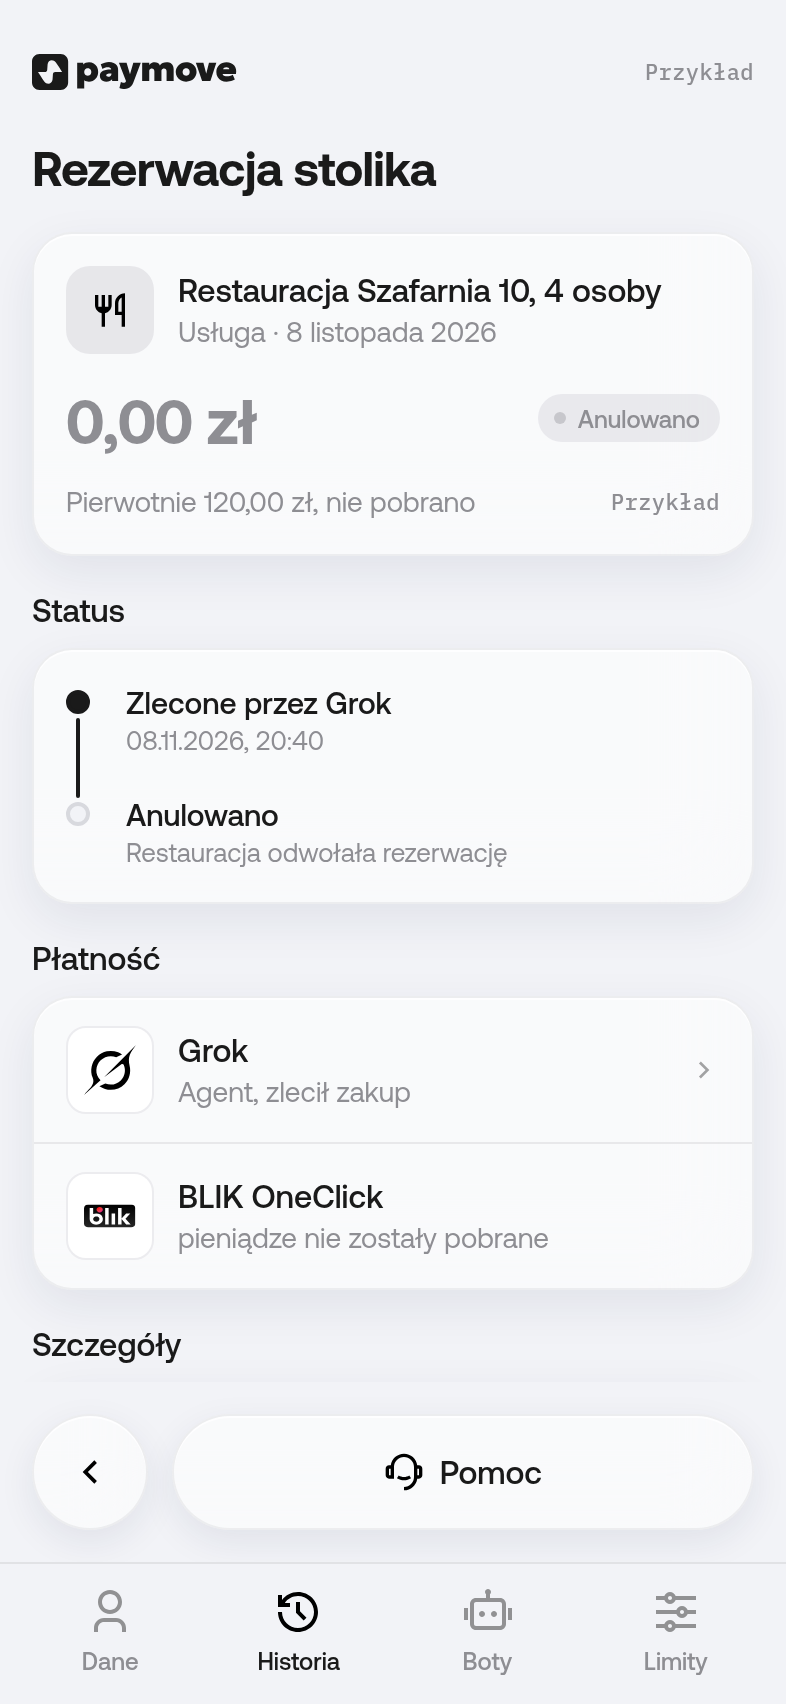 paymove
Przykład
Rezerwacja stolika
Restauracja Szafarnia 10, 4 osoby
Usługa · 8 listopada 2026
0,00 zł
Anulowano
Pierwotnie 120,00 zł, nie pobrano
Przykład
Status
Zlecone przez Grok
08.11.2026, 20:40
Anulowano
Restauracja odwołała rezerwację
Płatność
Grok
Agent, zlecił zakup
blik
BLIK OneClick
pieniądze nie zostały pobrane
Szczegóły
Pomoc
Dane
Historia
Boty
Limity